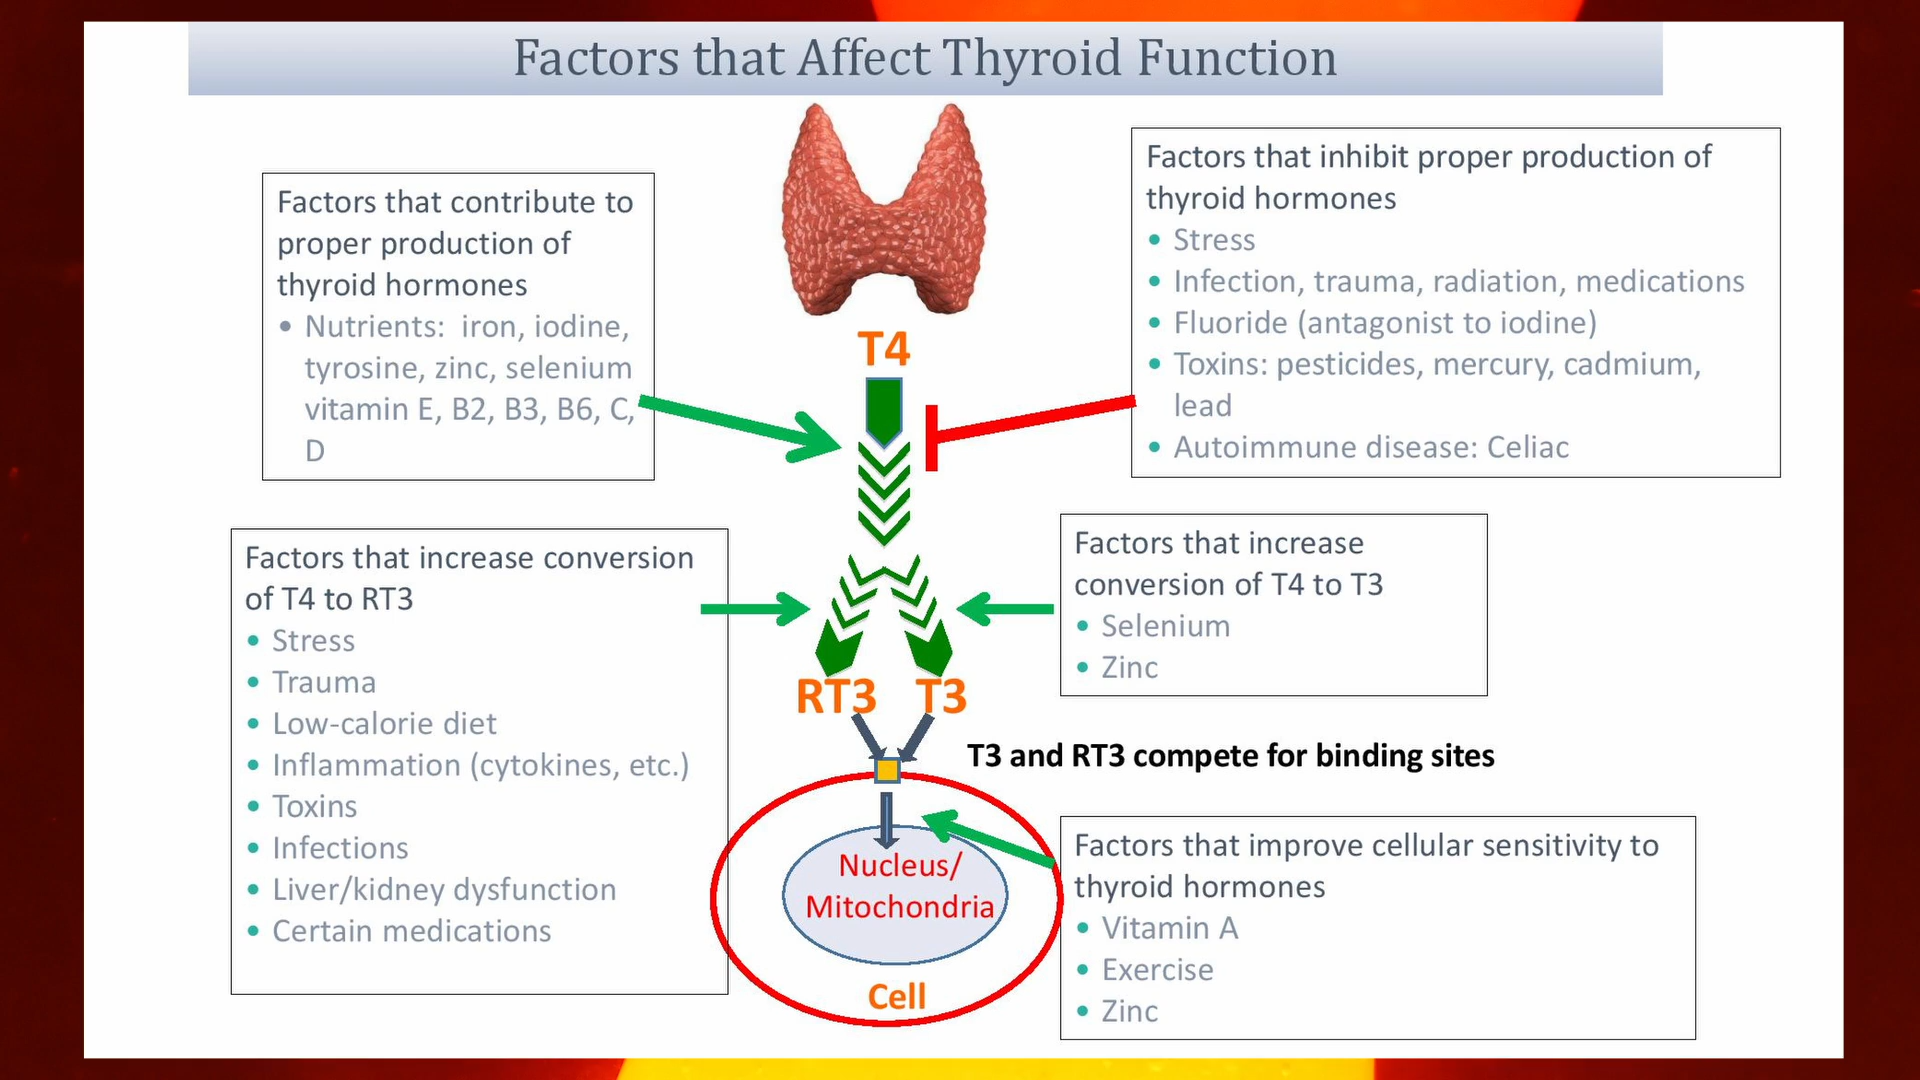 Factors that Affect Thyroid Function
Factors that contribute to
proper production of
thyroid hormones
• Nutrients:  iron, iodine,
tyrosine, zinc, selenium
vitamin E, B2, B3, B6, C,
D
Factors that inhibit proper production of
thyroid hormones
• Stress
• Infection, trauma, radiation, medications
• Fluoride (antagonist to iodine)
• Toxins: pesticides, mercury, cadmium,
lead
• Autoimmune disease: Celiac
T4
Factors that increase conversion
of T4 to RT3
• Stress
• Trauma
• Low-calorie diet
• Inflammation (cytokines, etc.)
• Toxins
• Infections
• Liver/kidney dysfunction
• Certain medications
Factors that increase
conversion of T4 to T3
• Selenium
• Zinc
RT3
T3
T3 and RT3 compete for binding sites
Nucleus/
Mitochondria
Cell
Factors that improve cellular sensitivity to
thyroid hormones
• Vitamin A
• Exercise
• Zinc